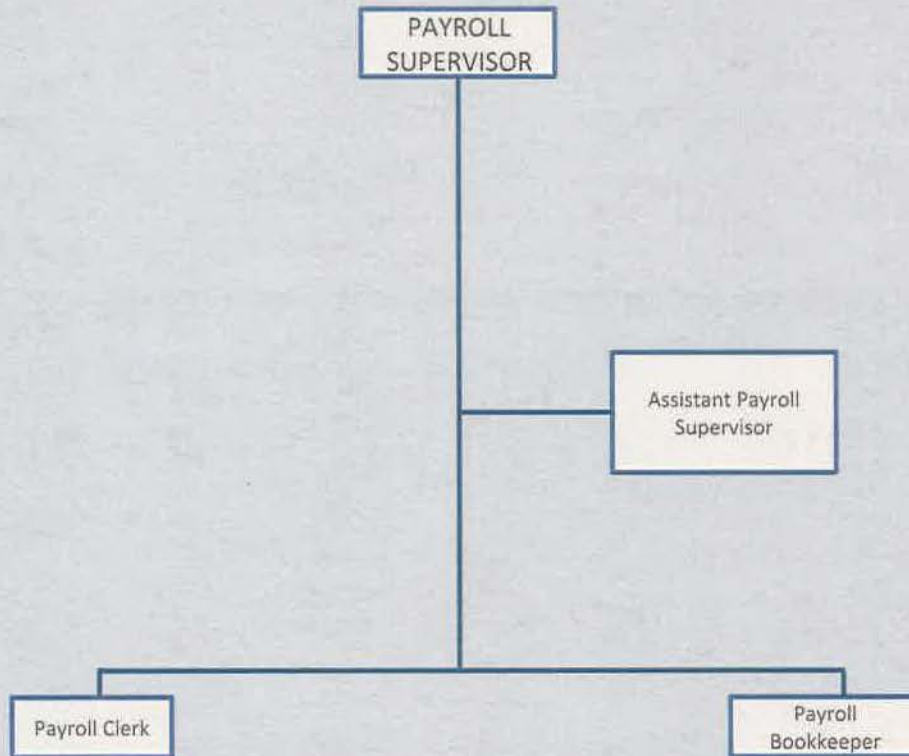 PAYROLL
SUPERVISOR
Assistant Payroll
Supervisor
Payroll Clerk
Payroll
Bookkeeper